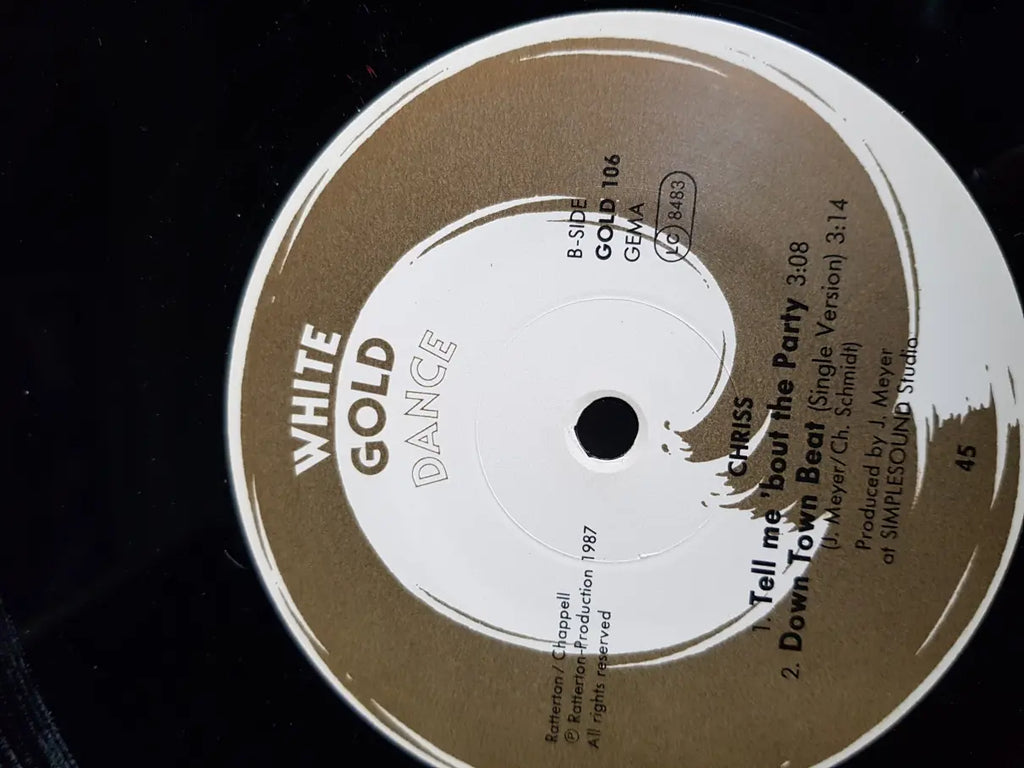 WHITE
GOLD
DANCE
Ratterton / Chappell
℗ Ratterton-Production 1987
All rights reserved
B-SIDE
GOLD 106
GEMA
LC 8483
CHRISS
1. Tell me 'bout the Party 3:08
2. Down Town Beat (Single Version) 3:14
(J. Meyer/Ch. Schmidt)
Produced by J. Meyer
at SIMPLESOUND Studio
45